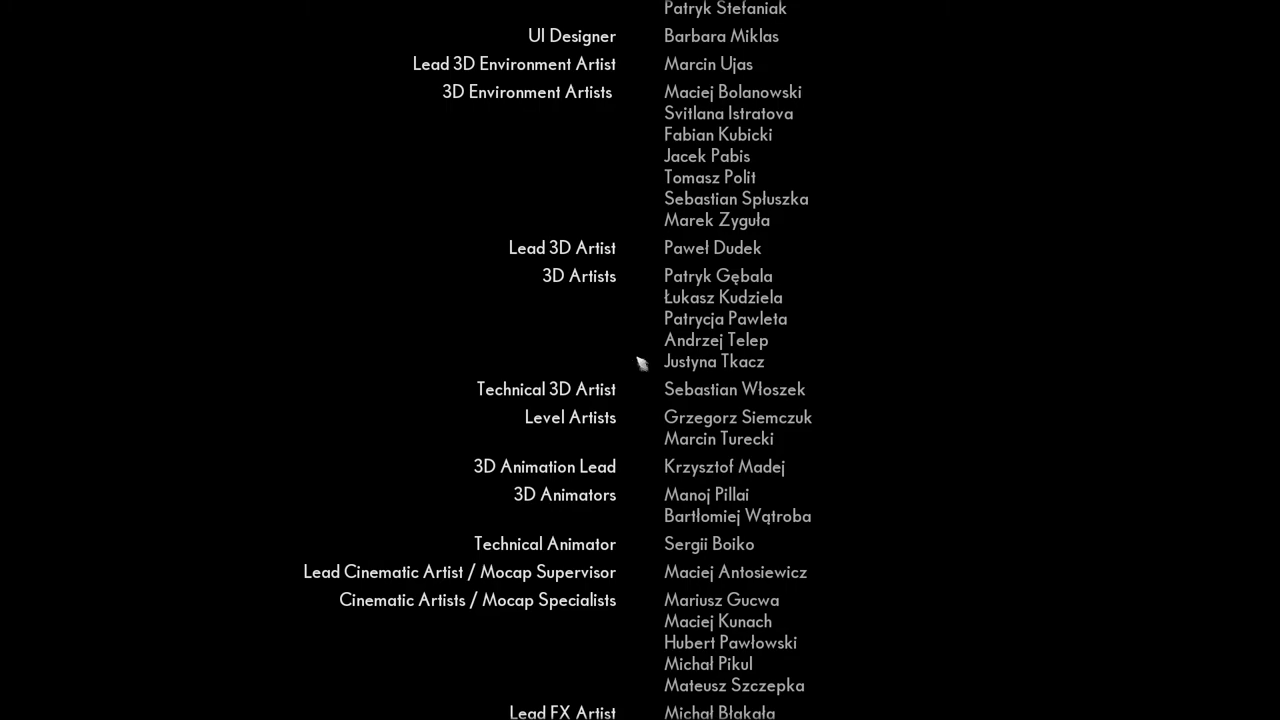 Patryk Stefaniak
UI Designer Barbara Miklas
Lead 3D Environment Artist Marcin Ujas
3D Environment Artists Maciej Bolanowski
Svitlana Istratova
Fabian Kubicki
Jacek Pabis
Tomasz Polit
Sebastian Spłuszka
Marek Zyguła
Lead 3D Artist Paweł Dudek
3D Artists Patryk Gębala
Łukasz Kudziela
Patrycja Pawleta
Andrzej Telep
Justyna Tkacz
Technical 3D Artist Sebastian Włoszek
Level Artists Grzegorz Siemczuk
Marcin Turecki
3D Animation Lead Krzysztof Madej
3D Animators Manoj Pillai
Bartłomiej Wątroba
Technical Animator Sergii Boiko
Lead Cinematic Artist / Mocap Supervisor Maciej Antosiewicz
Cinematic Artists / Mocap Specialists Mariusz Gucwa
Maciej Kunach
Hubert Pawłowski
Michał Pikul
Mateusz Szczepka
Lead FX Artist Michał Błakała